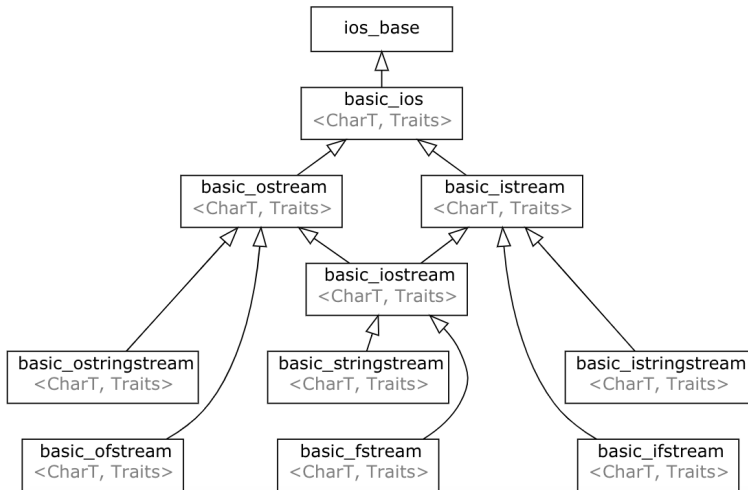 ios_base
basic_ios
<CharT, Traits>
basic_ostream
<CharT, Traits>
basic_istream
<CharT, Traits>
basic_iostream
<CharT, Traits>
basic_ostringstream
<CharT, Traits>
basic_stringstream
<CharT, Traits>
basic_istringstream
<CharT, Traits>
basic_ofstream
<CharT, Traits>
basic_fstream
<CharT, Traits>
basic_ifstream
<CharT, Traits>